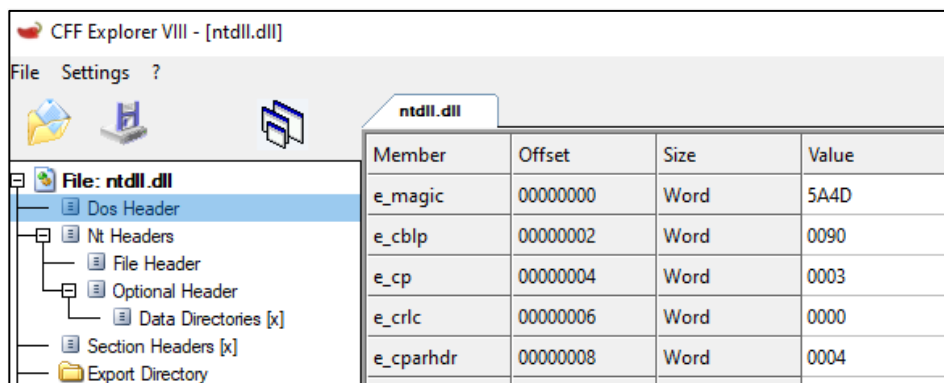 CFF Explorer VIII - [ntdll.dll]
File Settings ?
ntdll.dll
Member Offset Size Value
File: ntdll.dll
Dos Header
Nt Headers
File Header
Optional Header
Data Directories [x]
Section Headers [x]
Export Directory
e_magic 00000000 Word 5A4D
e_cblp 00000002 Word 0090
e_cp 00000004 Word 0003
e_crlc 00000006 Word 0000
e_cparhdr 00000008 Word 0004